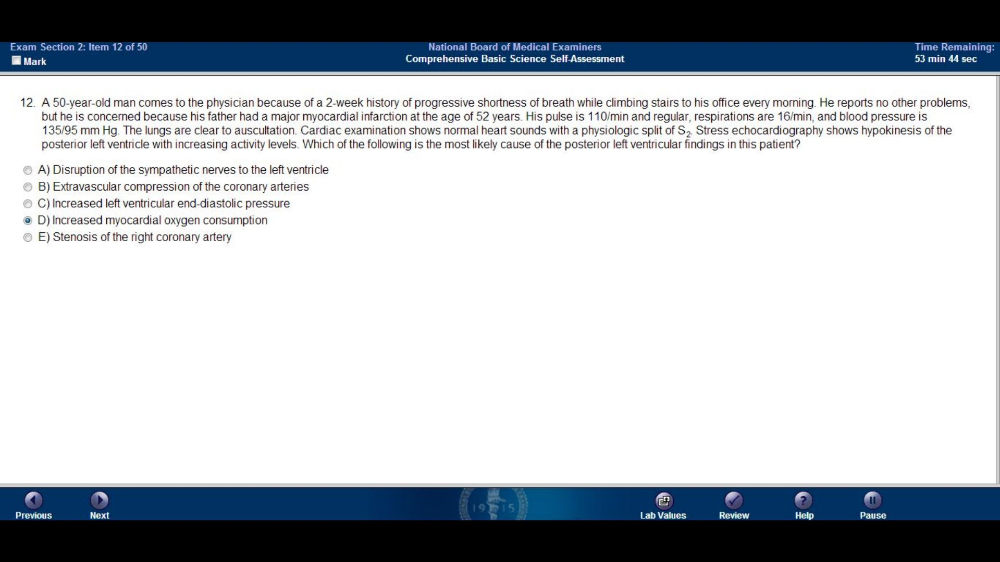 Exam Section 2: Item 12 of 50
National Board of Medical Examiners
Time Remaining:
Mark
Comprehensive Basic Science Self-Assessment
53 min 44 sec
12. A 50-year-old man comes to the physician because of a 2-week history of progressive shortness of breath while climbing stairs to his office every morning. He reports no other problems,
but he is concerned because his father had a major myocardial infarction at the age of 52 years. His pulse is 110/min and regular, respirations are 16/min, and blood pressure is
135/95 mm Hg. The lungs are clear to auscultation. Cardiac examination shows normal heart sounds with a physiologic split of S2. Stress echocardiography shows hypokinesis of the
posterior left ventricle with increasing activity levels. Which of the following is the most likely cause of the posterior left ventricular findings in this patient?
A) Disruption of the sympathetic nerves to the left ventricle
B) Extravascular compression of the coronary arteries
C) Increased left ventricular end-diastolic pressure
D) Increased myocardial oxygen consumption
E) Stenosis of the right coronary artery
1915
Previous
Next
Lab Values
Review
Help
Pause